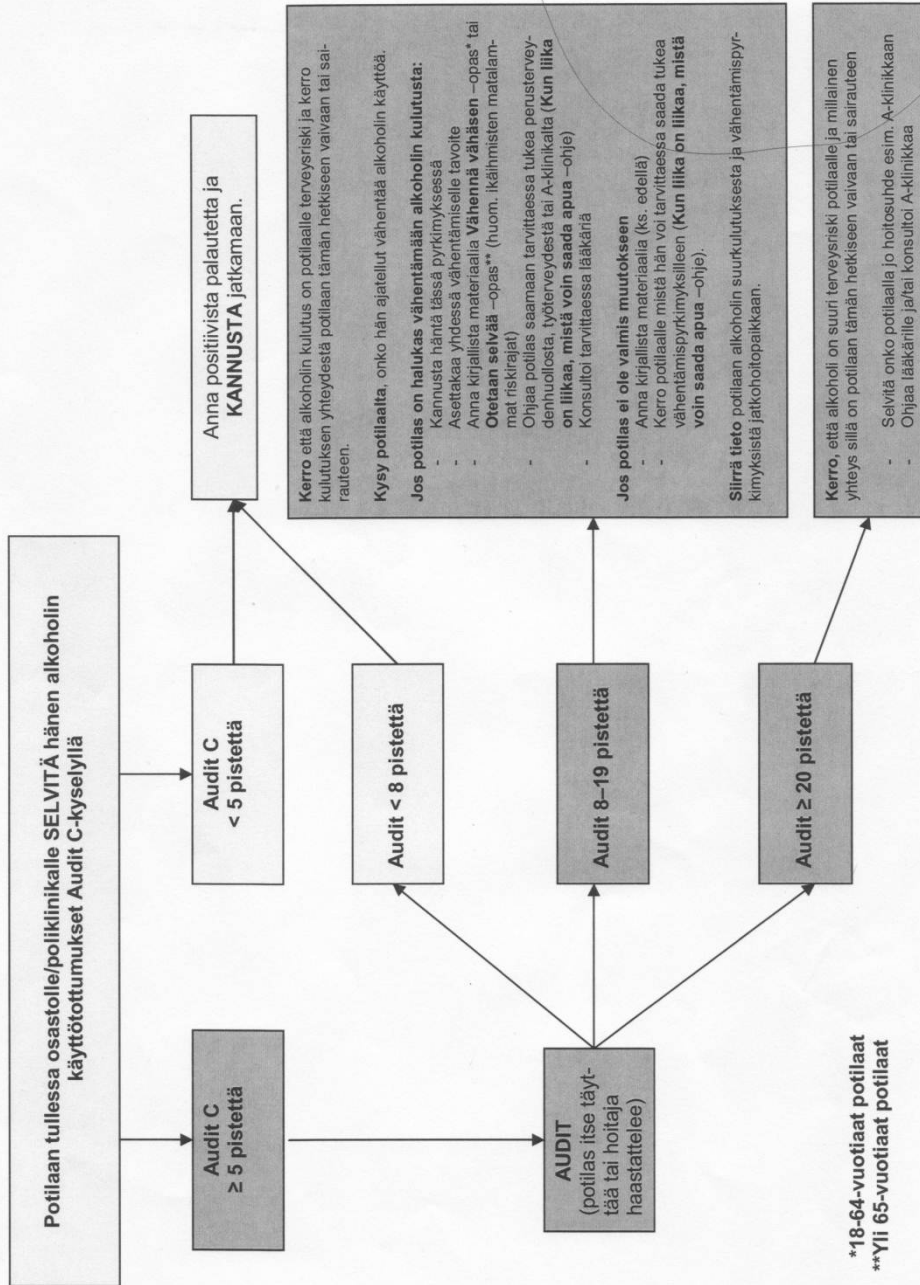 Potilaan tullessa osastolle/poliklinikalle SELVITÄ hänen alkoholin
käyttötottumukset Audit C-kyselyllä
Audit C
≥ 5 pistettä
Audit C
< 5 pistettä
Anna positiivista palautetta ja
KANNUSTA jatkamaan.
AUDIT
(potilas itse täyt-
tää tai hoitaja
haastattelee)
Audit < 8 pistettä
Audit 8–19 pistettä
Audit ≥ 20 pistettä
Kerro että alkoholin kulutus on potilaalle terveysriski ja kerro
kulutuksen yhteydestä potilaan tämän hetkiseen vaivaan tai sai-
rauteen.
Kysy potilaalta, onko hän ajatellut vähentää alkoholin käyttöä.
Jos potilas on halukas vähentämään alkoholin kulutusta:
- Kannusta häntä tässä pyrkimyksessä
- Asettakaa yhdessä vähentämiselle tavoite
- Anna kirjallista materiaalia Vähennä vähäsen –opas* tai
Otetaan selvää –opas** (huom. ikäihmisten matalam-
mat riskirajat)
- Ohjaa potilas saamaan tarvittaessa tukea perustervey-
denhuollosta, työterveydestä tai A-klinikalta (Kun liika
on liikaa, mistä voin saada apua –ohje)
- Konsultoi tarvittaessa lääkäriä
Jos potilas ei ole valmis muutokseen
- Anna kirjallista materiaalia (ks. edellä)
- Kerro potilaalle mistä hän voi tarvittaessa saada tukea
vähentämispyrkimyksilleen (Kun liika on liikaa, mistä
voin saada apua –ohje).
Siirrä tieto potilaan alkoholin suurkulutuksesta ja vähentämispyr-
kimyksistä jatkohoitopaikkaan.
Kerro, että alkoholi on suuri terveysriski potilaalle ja millainen
yhteys sillä on potilaan tämän hetkiseen vaivaan tai sairauteen
- Selvitä onko potilaalla jo hoitosuhde esim. A-klinikkaan
- Ohjaa lääkärille ja/tai konsultoi A-klinikkaa
*18-64-vuotiaat potilaat
**Yli 65-vuotiaat potilaat